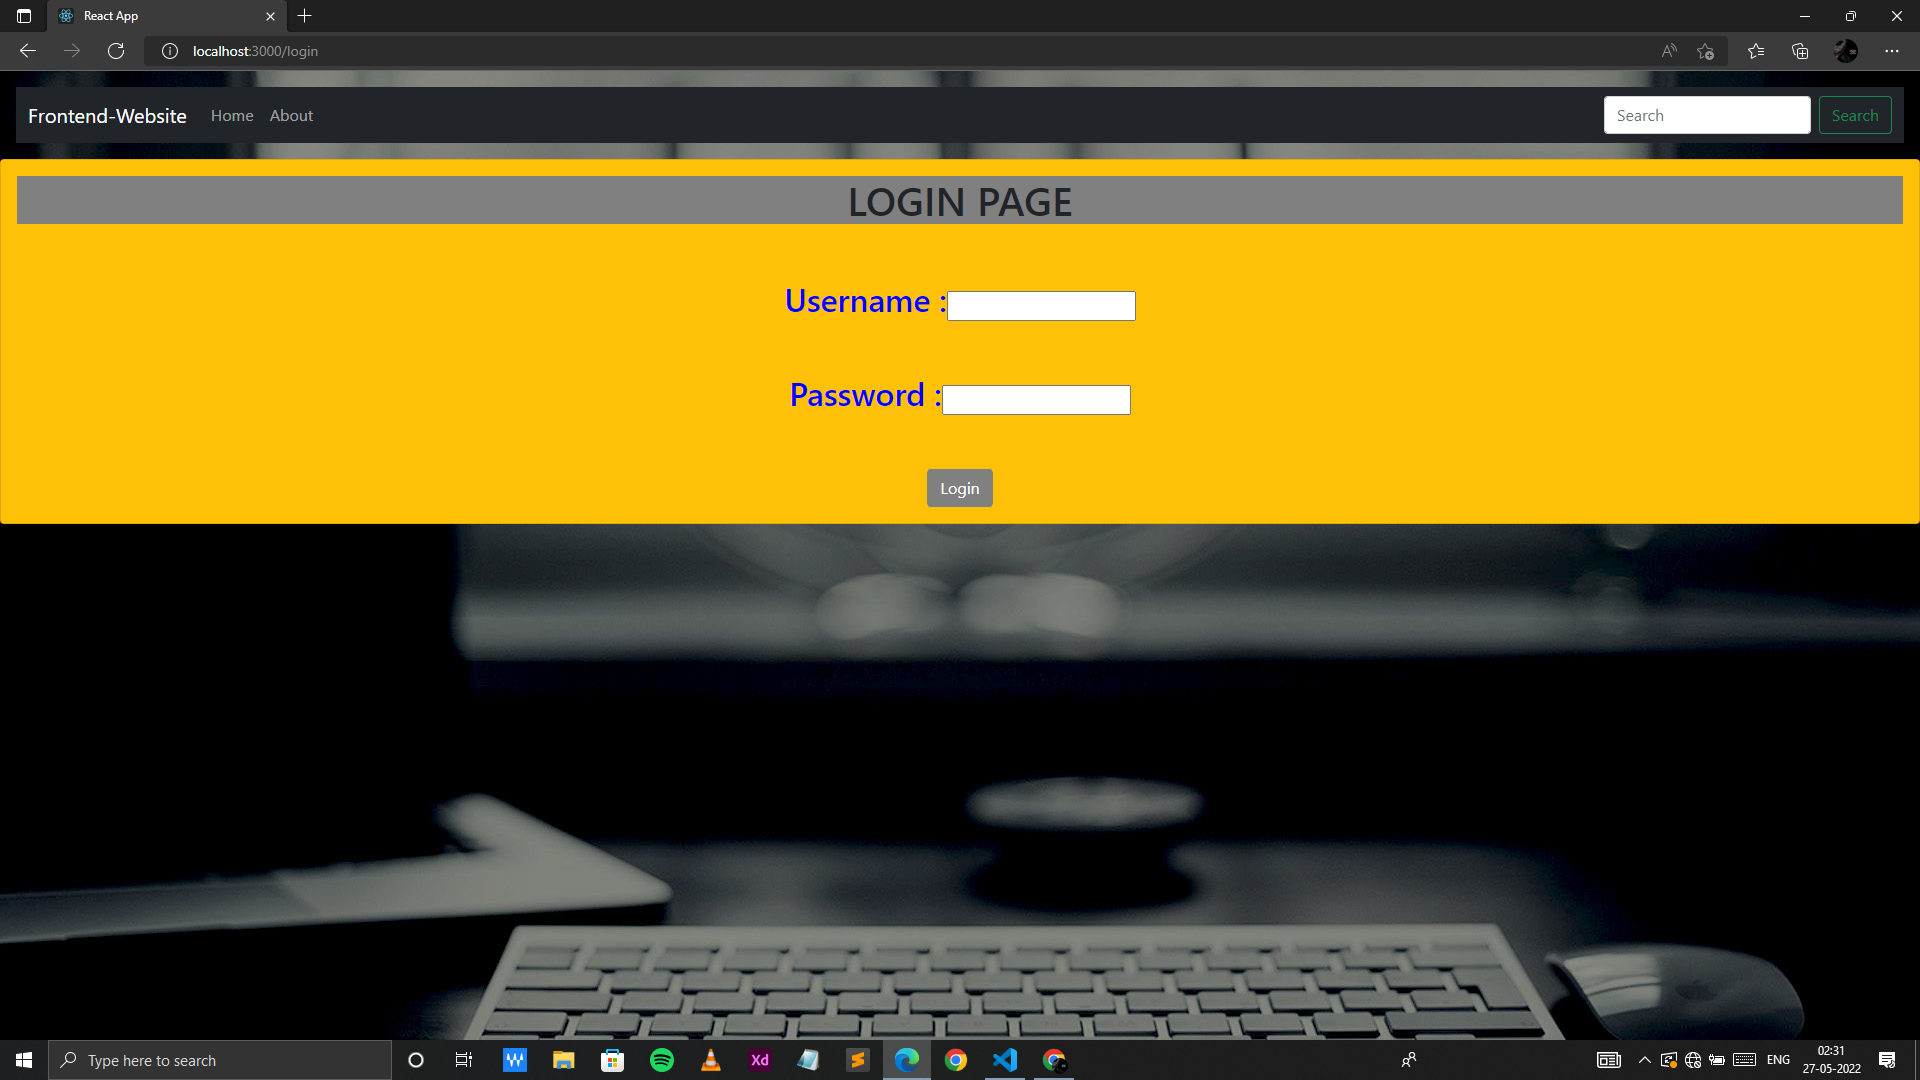 React App
localhost:3000/login
Frontend-Website Home About Search Search
LOGIN PAGE
Username :
Password :
Login
Type here to search Xd ENG 02:31
27-05-2022